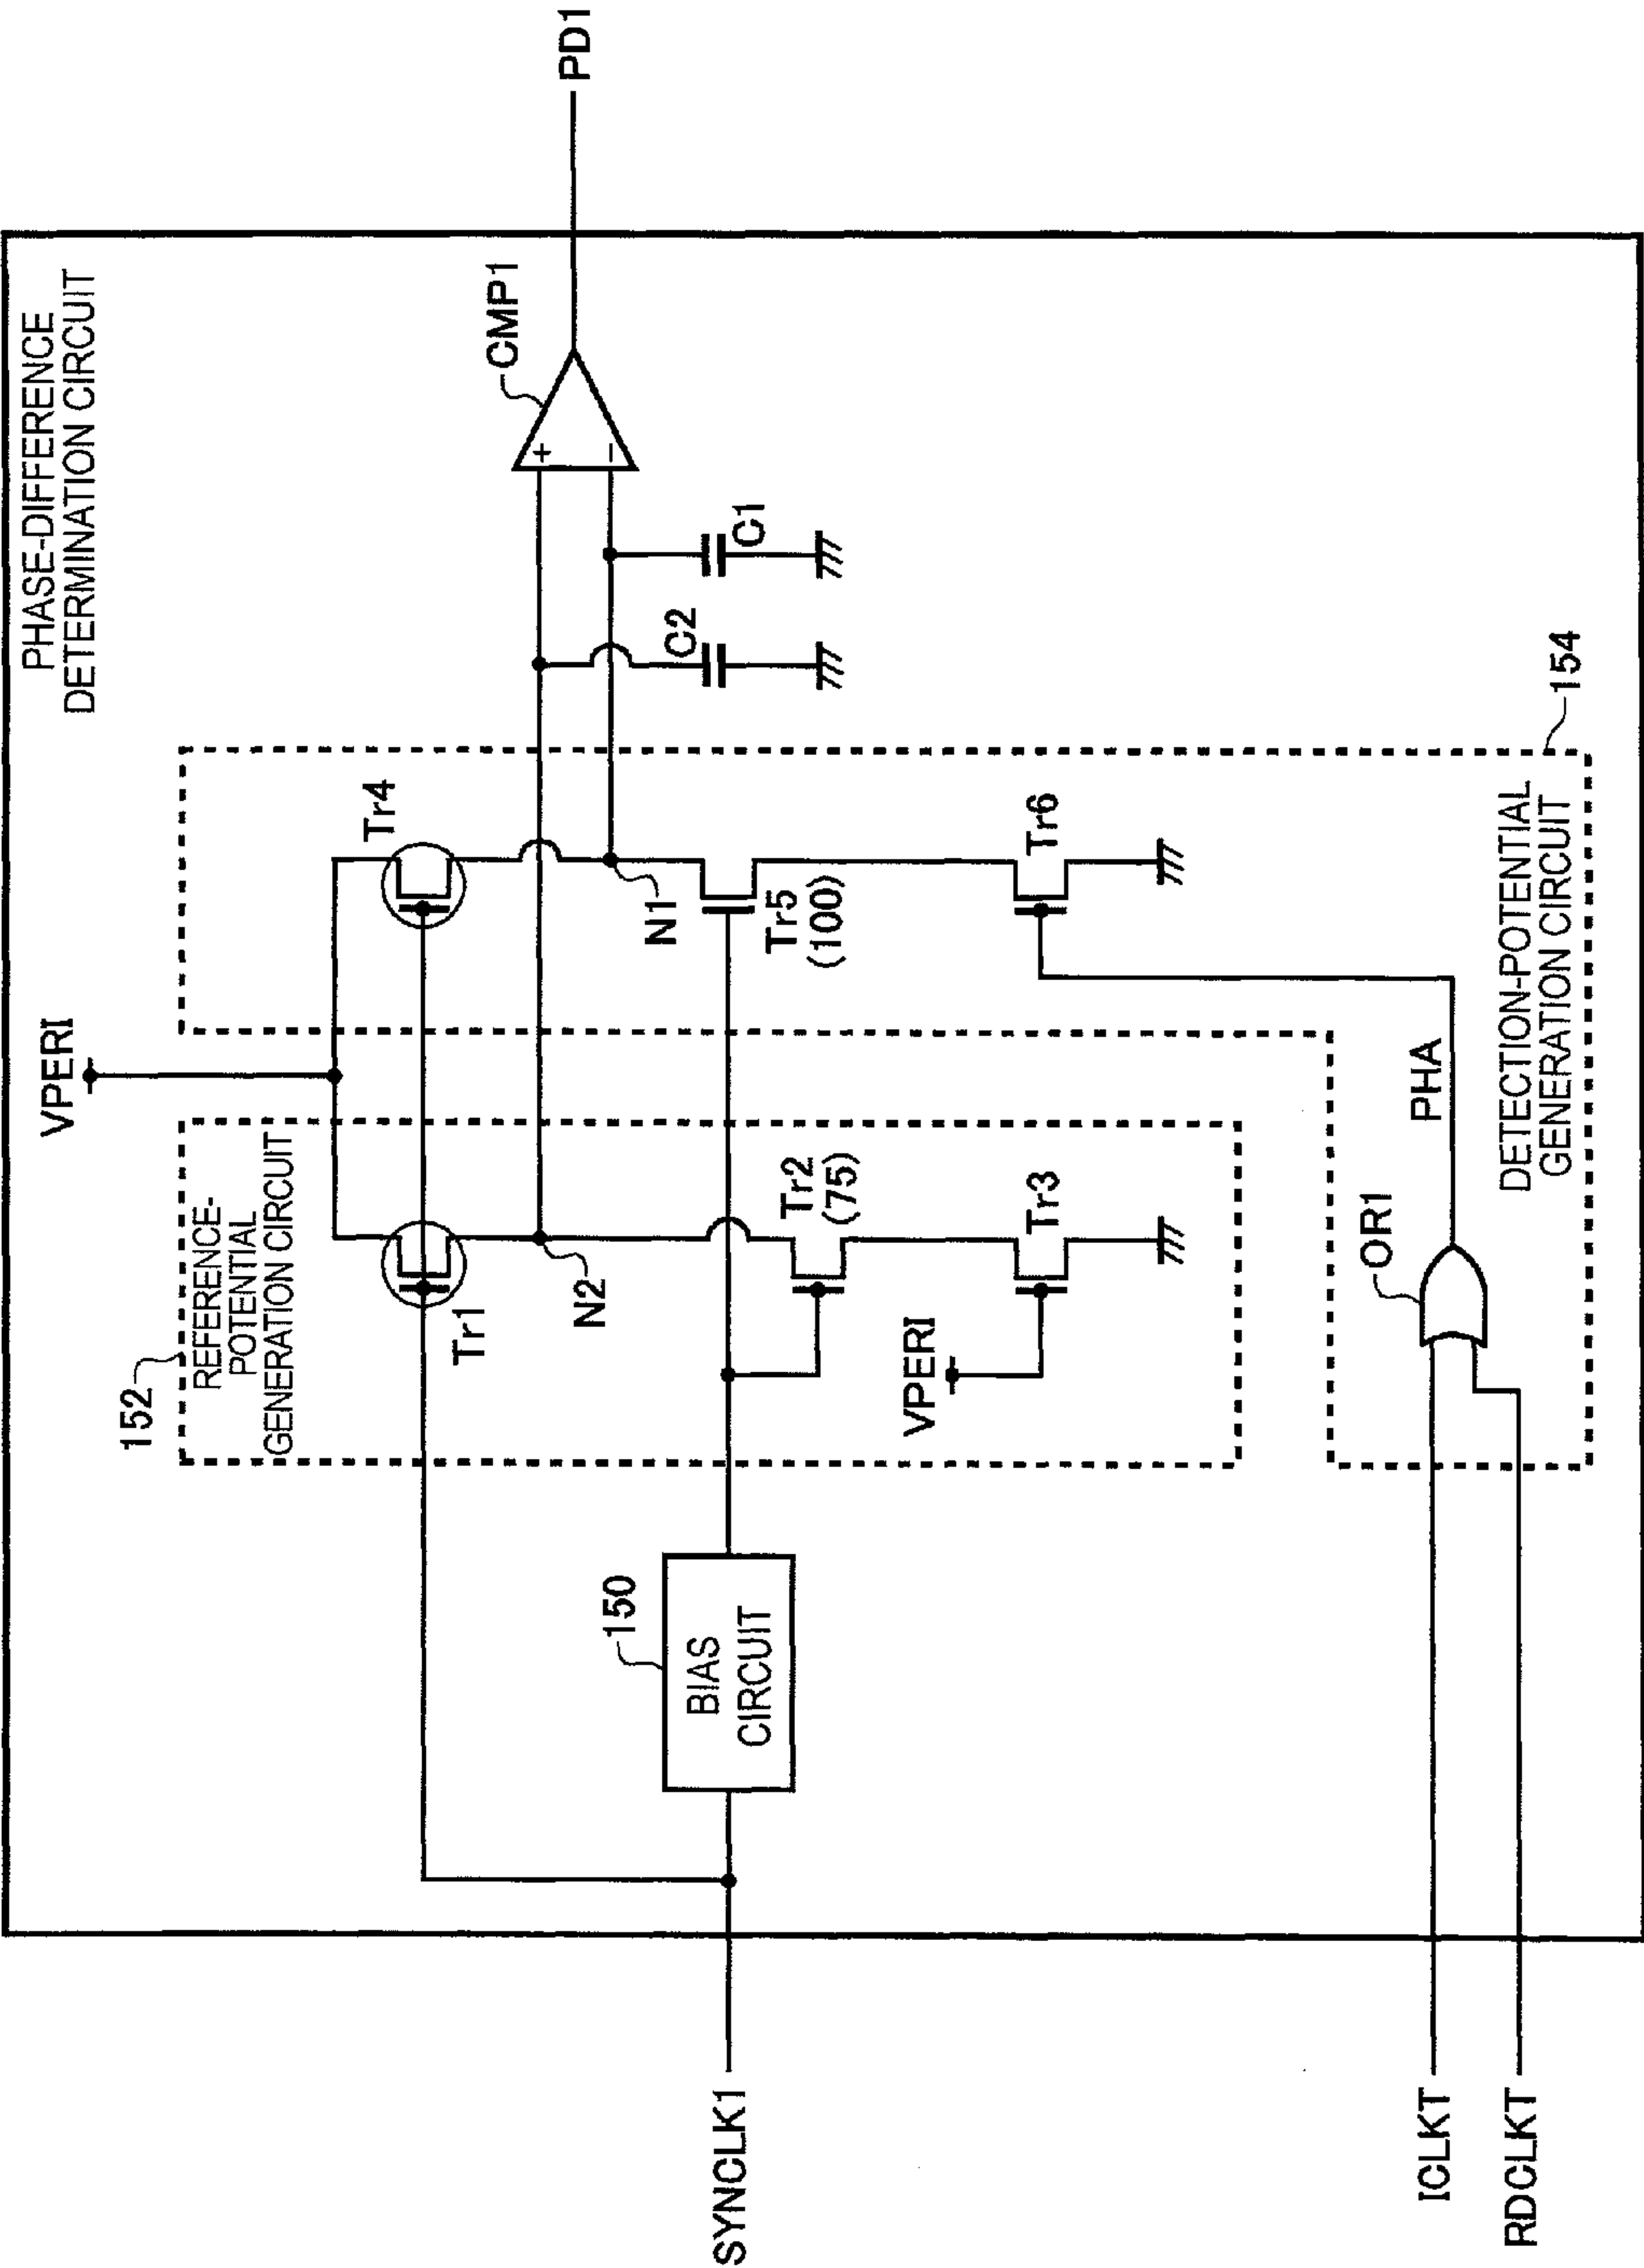 PHASE-DIFFERENCE
DETERMINATION CIRCUIT
VPERI
152
REFERENCE-
POTENTIAL
GENERATION CIRCUIT
Tr1
Tr4
CMP1
PD1
+
−
N2
N1
C2
C1
150
BIAS
CIRCUIT
SYNCLK1
Tr2
(75)
Tr5
(100)
VPERI
Tr3
Tr6
OR1
PHA
DETECTION-POTENTIAL
GENERATION CIRCUIT
154
ICLKT
RDCLKT